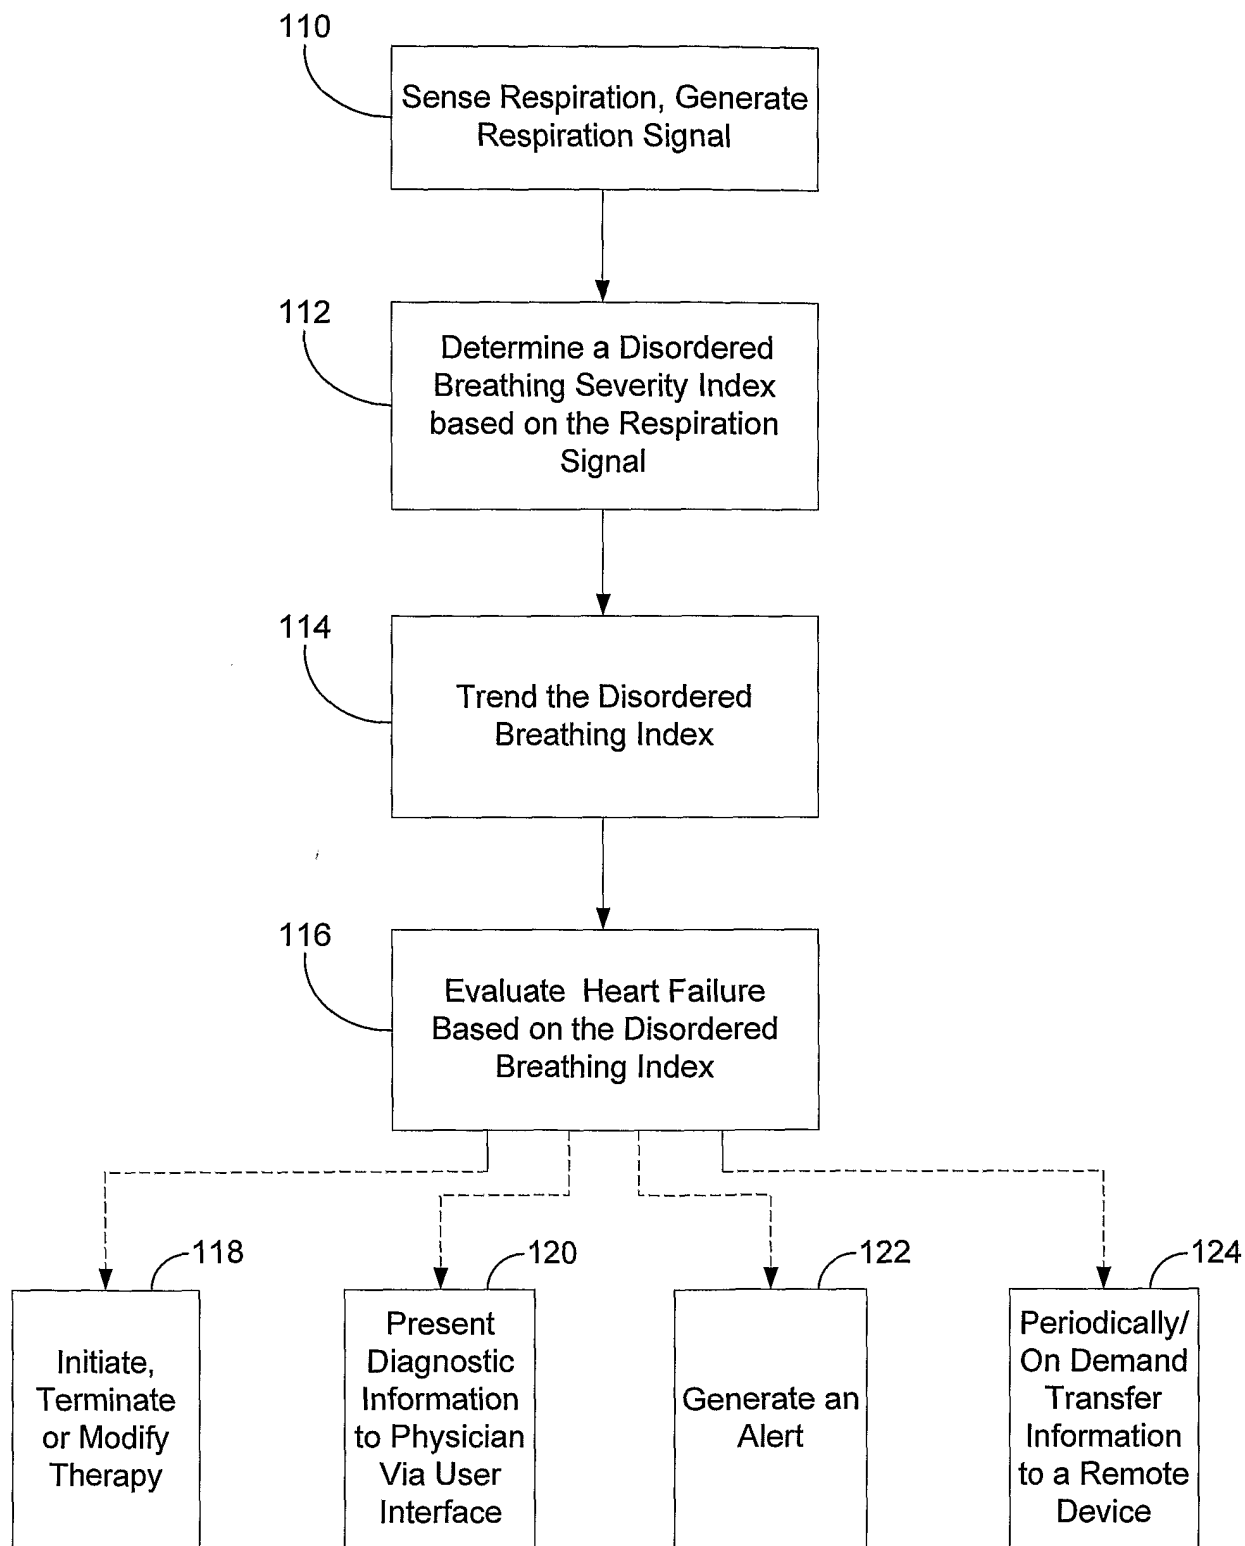 110
Sense Respiration, Generate
Respiration Signal
112
Determine a Disordered
Breathing Severity Index
based on the Respiration
Signal
114
Trend the Disordered
Breathing Index
116
Evaluate Heart Failure
Based on the Disordered
Breathing Index
118
Initiate,
Terminate
or Modify
Therapy
120
Present
Diagnostic
Information
to Physician
Via User
Interface
122
Generate an
Alert
124
Periodically/
On Demand
Transfer
Information
to a Remote
Device